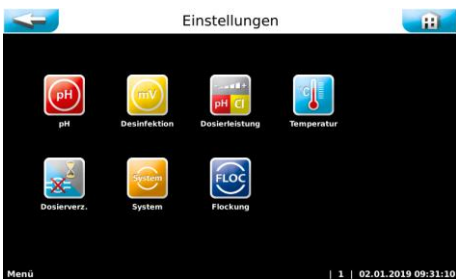 Einstellungen
pH
mV
pH Cl
°C
pH
Desinfektion
Dosierleistung
Temperatur
System
FLOC
Dosierverz.
System
Flockung
Menü
| 1 | 02.01.2019 09:31:10